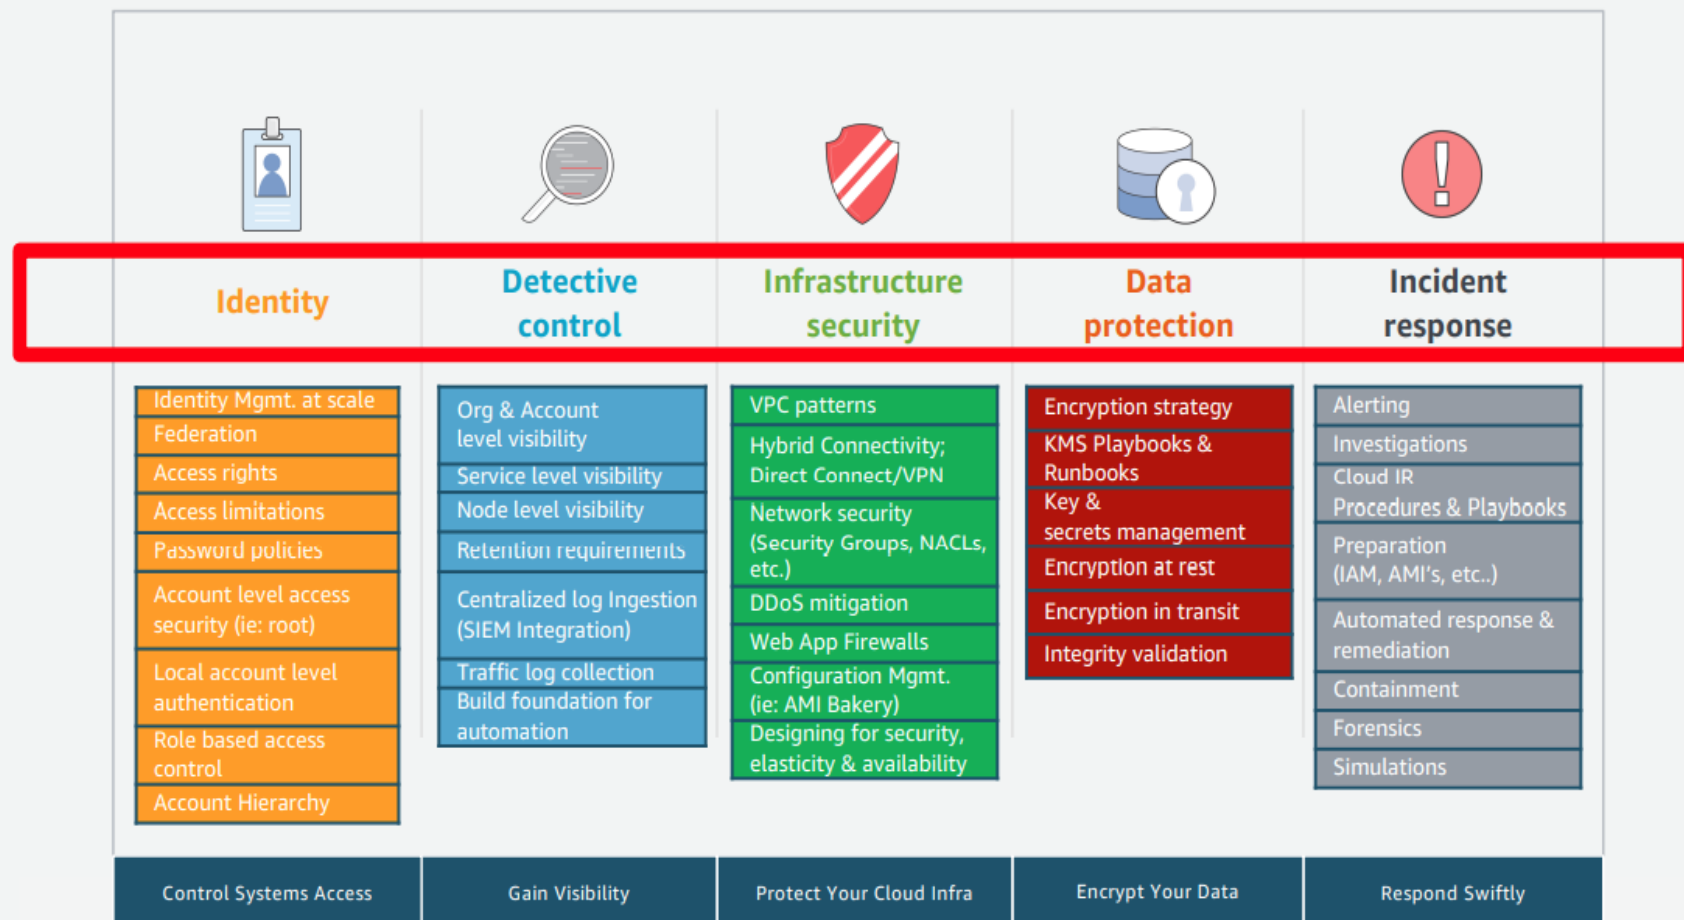 Identity
Detective
control
Infrastructure
security
Data
protection
Incident
response
Identity Mgmt. at scale
Federation
Access rights
Access limitations
Password policies
Account level access
security (ie: root)
Local account level
authentication
Role based access
control
Account Hierarchy
Org & Account
level visibility
Service level visibility
Node level visibility
Retention requirements
Centralized log Ingestion
(SIEM Integration)
Traffic log collection
Build foundation for
automation
VPC patterns
Hybrid Connectivity;
Direct Connect/VPN
Network security
(Security Groups, NACLs,
etc.)
DDoS mitigation
Web App Firewalls
Configuration Mgmt.
(ie: AMI Bakery)
Designing for security,
elasticity & availability
Encryption strategy
KMS Playbooks &
Runbooks
Key &
secrets management
Encryption at rest
Encryption in transit
Integrity validation
Alerting
Investigations
Cloud IR
Procedures & Playbooks
Preparation
(IAM, AMI's, etc..)
Automated response &
remediation
Containment
Forensics
Simulations
Control Systems Access
Gain Visibility
Protect Your Cloud Infra
Encrypt Your Data
Respond Swiftly